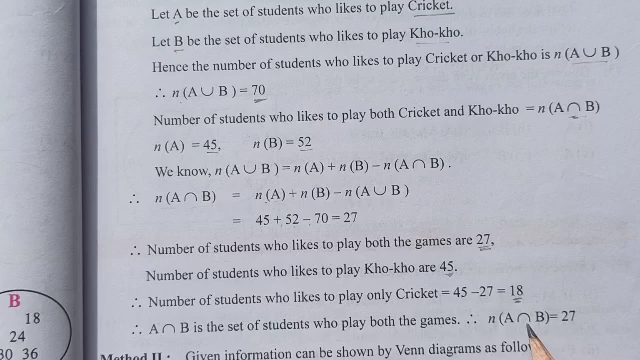 Let A be the set of students who likes to play Cricket.
Let B be the set of students who likes to play Kho-kho.
Hence the number of students who likes to play Cricket or Kho-kho is n (A ∪ B )
∴ n (A ∪ B ) = 70
Number of students who likes to play both Cricket and Kho-kho = n (A ∩ B)
n (A) = 45, n (B) = 52
We know, n (A ∪ B ) = n (A) + n (B) – n (A ∩ B) .
∴ n (A ∩ B) = n (A) + n (B) – n (A ∪ B )
= 45 + 52 – 70 = 27
∴ Number of students who likes to play both the games are 27,
Number of students who likes to play Kho-kho are 45.
∴ Number of students who likes to play only Cricket = 45 –27 = 18
∴ A ∩ B is the set of students who play both the games. ∴ n (A ∩ B)= 27
Method II : Given information can be shown by Venn diagrams as
B
18
24
30 36